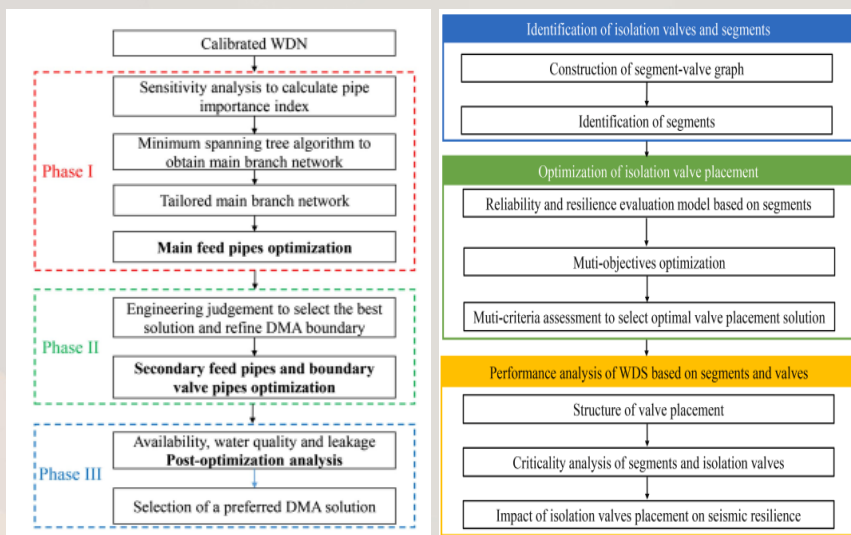 Calibrated WDN
Phase I
Sensitivity analysis to calculate pipe
importance index
Minimum spanning tree algorithm to
obtain main branch network
Tailored main branch network
Main feed pipes optimization
Phase II
Engineering judgement to select the best
solution and refine DMA boundary
Secondary feed pipes and boundary
valve pipes optimization
Phase III
Availability, water quality and leakage
Post-optimization analysis
Selection of a preferred DMA solution
Identification of isolation valves and segments
Construction of segment-valve graph
Identification of segments
Optimization of isolation valve placement
Reliability and resilience evaluation model based on segments
Muti-objectives optimization
Muti-criteria assessment to select optimal valve placement solution
Performance analysis of WDS based on segments and valves
Structure of valve placement
Criticality analysis of segments and isolation valves
Impact of isolation valves placement on seismic resilience